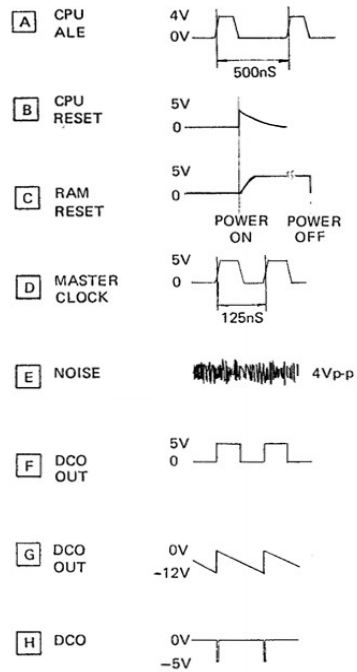 A CPU ALE 4V 0V 500nS
B CPU RESET 5V 0
C RAM RESET 5V 0 POWER ON POWER OFF
D MASTER CLOCK 5V 0 125nS
E NOISE 4Vp-p
F DCO OUT 5V 0
G DCO OUT 0V -12V
H DCO 0V -5V